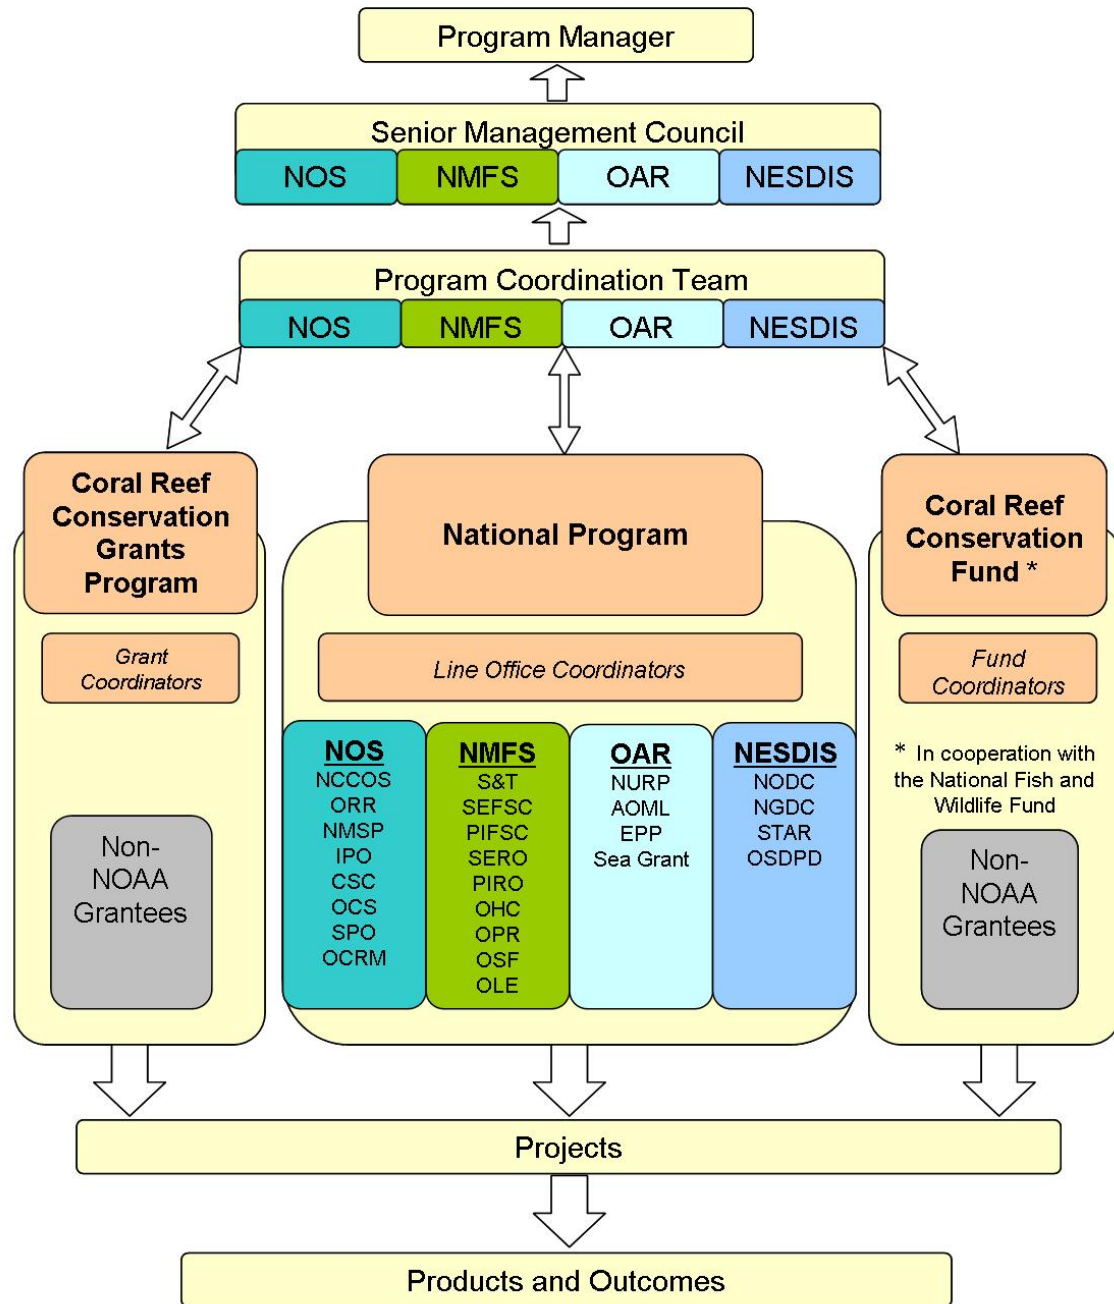 Program Manager
Senior Management Council
NOS NMFS OAR NESDIS
Program Coordination Team
NOS NMFS OAR NESDIS
Coral Reef
Conservation
Grants
Program
Grant
Coordinators
Non-
NOAA
Grantees
National Program
Line Office Coordinators
NOS
NCCOS
ORR
NMSP
IPO
CSC
OCS
SPO
OCRM
NMFS
S&T
SEFSC
PIFSC
SERO
PIRO
OHC
OPR
OSF
OLE
OAR
NURP
AOML
EPP
Sea Grant
NESDIS
NODC
NGDC
STAR
OSDPD
Coral Reef
Conservation
Fund *
Fund
Coordinators
* In cooperation with
the National Fish and
Wildlife Fund
Non-
NOAA
Grantees
Projects
Products and Outcomes